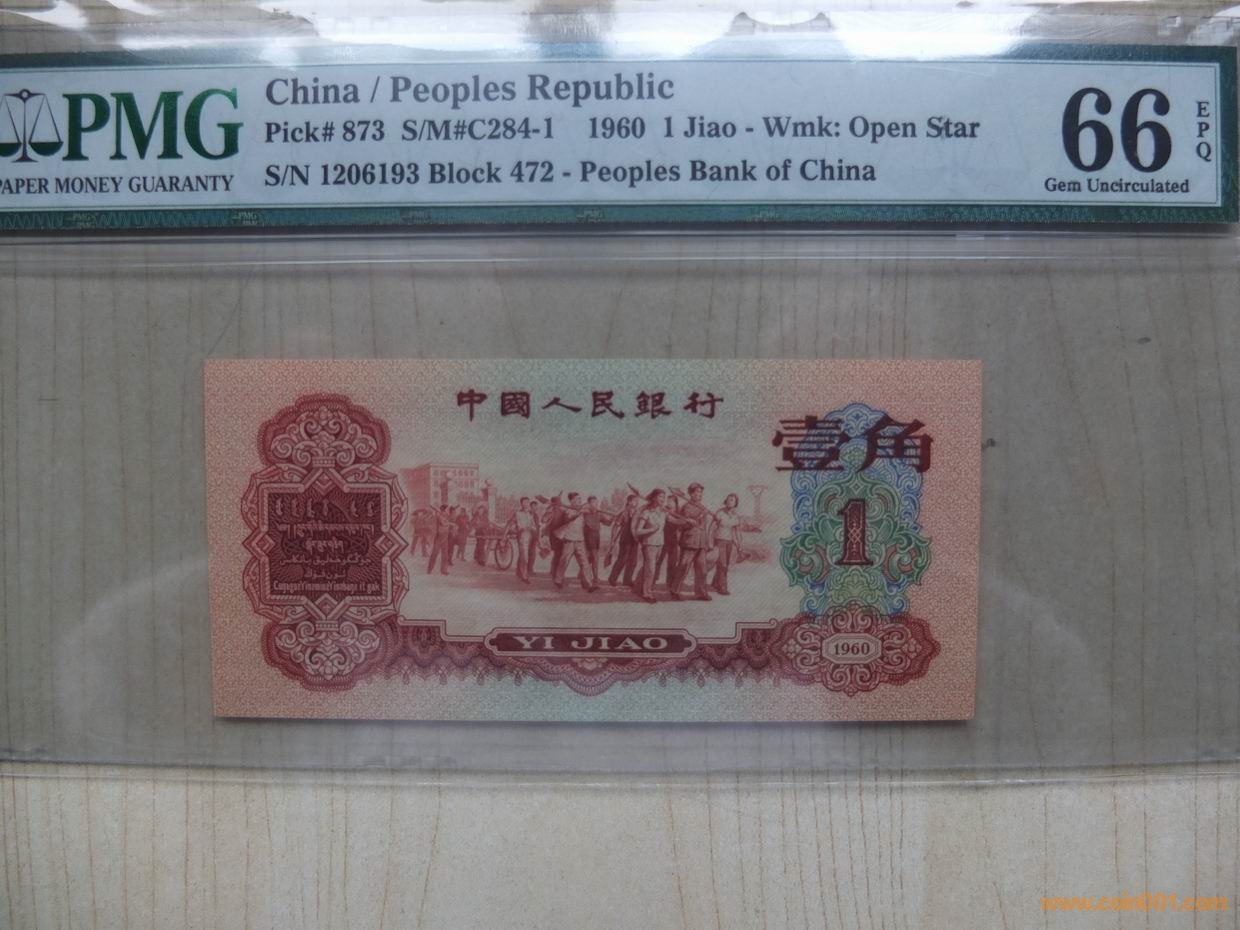 China / Peoples Republic
PMG
Pick# 873 S/M#C284-1 1960 1 Jiao - Wmk: Open Star
66
EPQ
PAPER MONEY GUARANTY
S/N 1206193 Block 472 - Peoples Bank of China
Gem Uncirculated
中國人民銀行
壹角
1
YI JIAO
1960
www.coin001.com